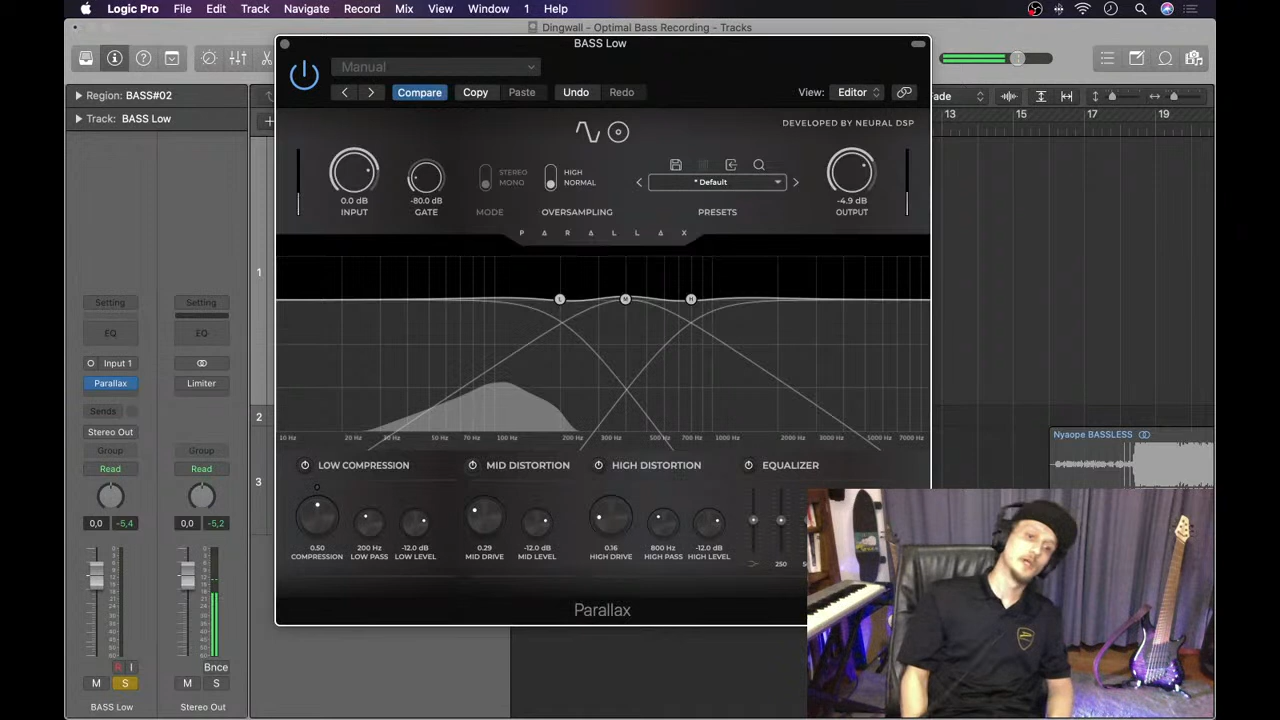 Logic Pro File Edit Track Navigate Record Mix View Window 1 Help
Dingwall - Optimal Bass Recording - Tracks
BASS Low
Manual
Region: BASS#02
Compare Copy Paste Undo Redo View: Editor
ade
Track: BASS Low
13 15 17 19
DEVELOPED BY NEURAL DSP
STEREO
MONO
HIGH
NORMAL
* Default
0.0 dB
INPUT
-80.0 dB
GATE
MODE
OVERSAMPLING
PRESETS
-4.9 dB
OUTPUT
P A R A L L A X
1
L M H
Setting Setting
EQ EQ
Input 1
Parallax Limiter
Sends
2
Stereo Out
10 Hz 20 Hz 30 Hz 50 Hz 70 Hz 100 Hz 200 Hz 300 Hz 500 Hz 700 Hz 1000 Hz 2000 Hz 3000 Hz 5000 Hz 7000 Hz
Nyaope BASSLESS
Group Group
Read Read
3
LOW COMPRESSION MID DISTORTION HIGH DISTORTION EQUALIZER
0,0 -5,4 0,0 -5,2
0.50
COMPRESSION
200 Hz
LOW PASS
-12.0 dB
LOW LEVEL
0.29
MID DRIVE
-12.0 dB
MID LEVEL
0.16
HIGH DRIVE
800 Hz
HIGH PASS
-12.0 dB
HIGH LEVEL
250
Parallax
R I Bnce
M S M S
BASS Low Stereo Out